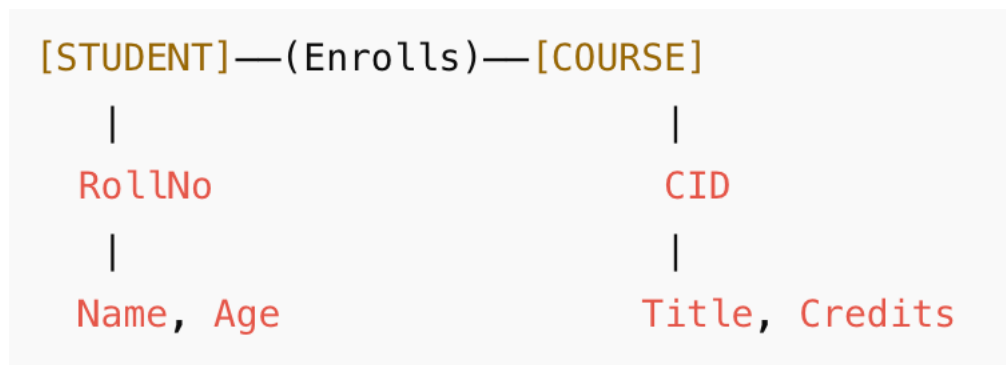 [STUDENT]──(Enrolls)──[COURSE]
| |
RollNo CID
| |
Name, Age Title, Credits